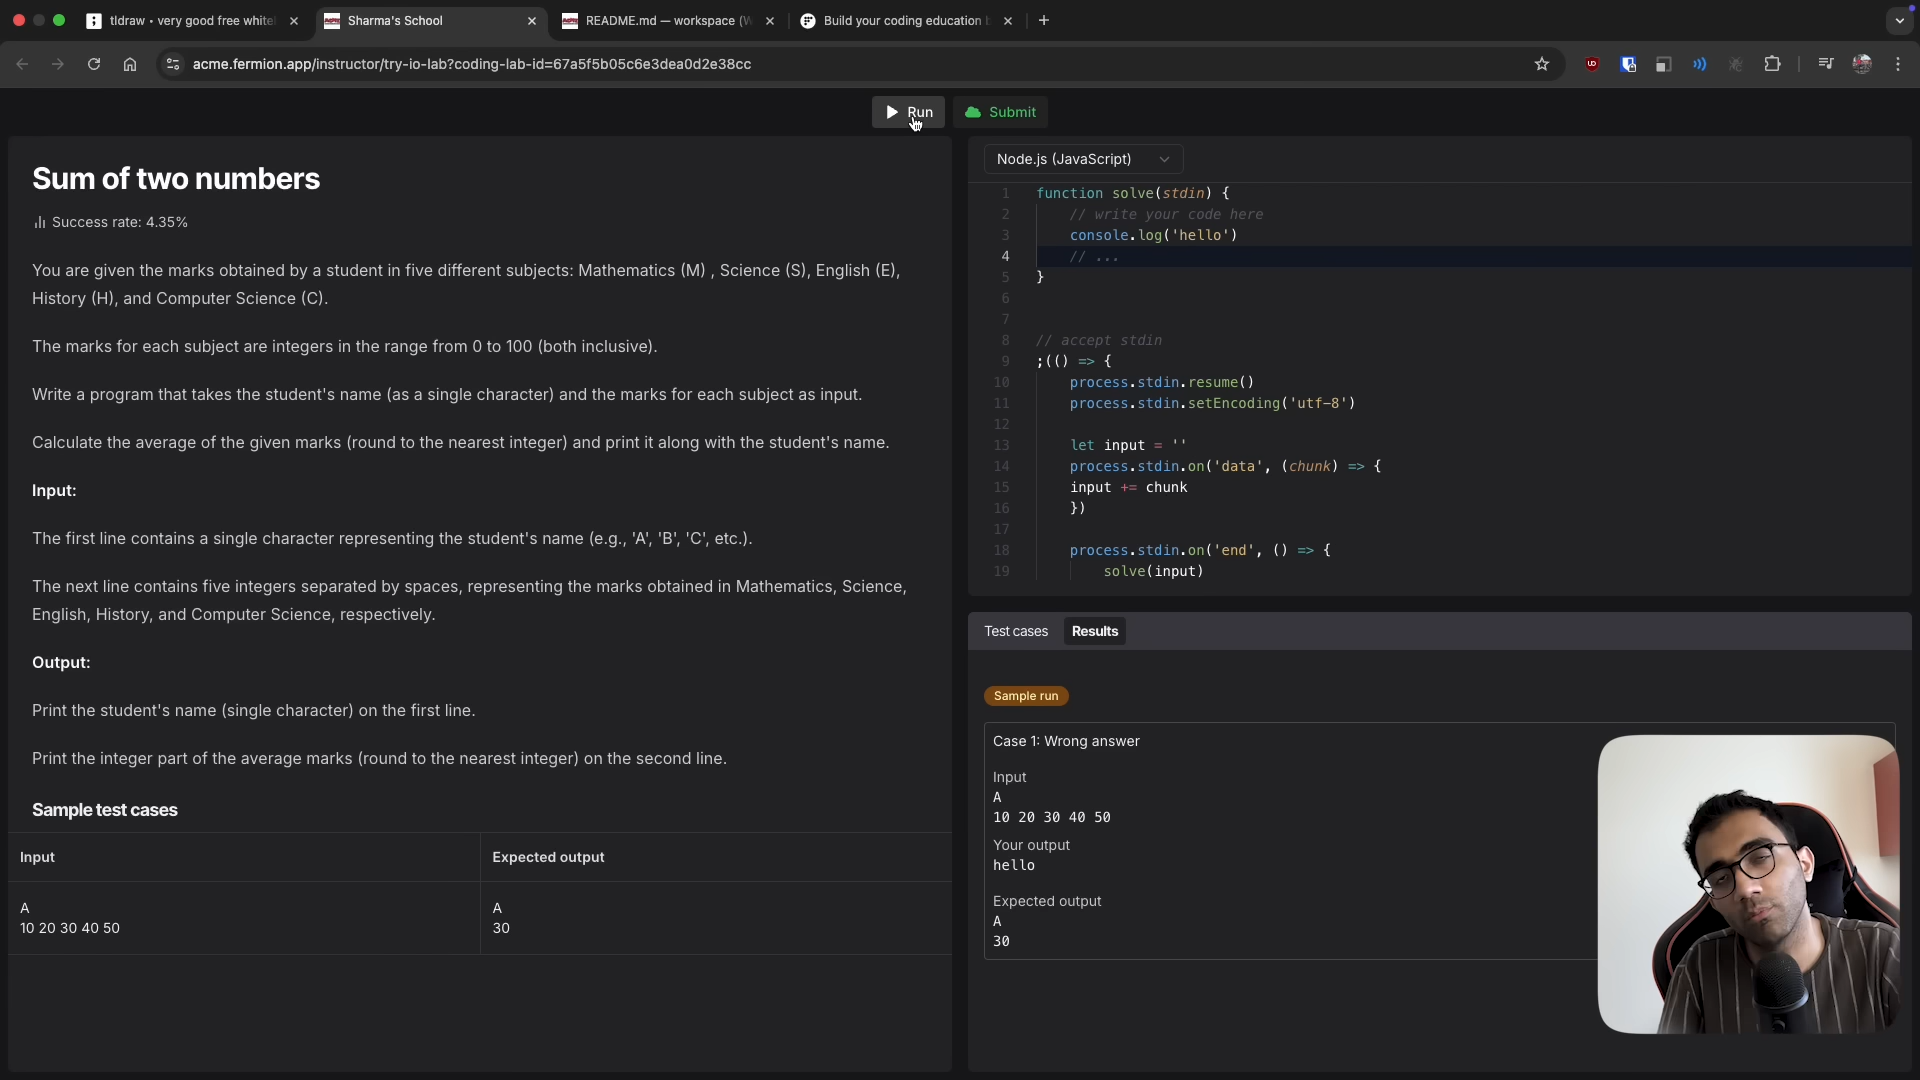 tldraw • very good free white
Sharma's School
README.md — workspace (W
Build your coding education
acme.fermion.app/instructor/try-io-lab?coding-lab-id=67a5f5b05c6e3dea0d2e38cc
Run
Submit
Sum of two numbers
Success rate: 4.35%
You are given the marks obtained by a student in five different subjects: Mathematics (M) , Science (S), English (E),
History (H), and Computer Science (C).
The marks for each subject are integers in the range from 0 to 100 (both inclusive).
Write a program that takes the student's name (as a single character) and the marks for each subject as input.
Calculate the average of the given marks (round to the nearest integer) and print it along with the student's name.
Input:
The first line contains a single character representing the student's name (e.g., 'A', 'B', 'C', etc.).
The next line contains five integers separated by spaces, representing the marks obtained in Mathematics, Science,
English, History, and Computer Science, respectively.
Output:
Print the student's name (single character) on the first line.
Print the integer part of the average marks (round to the nearest integer) on the second line.
Sample test cases
Input
Expected output
A
10 20 30 40 50
A
30
Node.js (JavaScript)
1 function solve(stdin) {
2 // write your code here
3 console.log('hello')
4 // ...
5 }
6
7
8 // accept stdin
9 ;(() => {
10 process.stdin.resume()
11 process.stdin.setEncoding('utf-8')
12
13 let input = ''
14 process.stdin.on('data', (chunk) => {
15 input += chunk
16 })
17
18 process.stdin.on('end', () => {
19 solve(input)
Test cases
Results
Sample run
Case 1: Wrong answer
Input
A
10 20 30 40 50
Your output
hello
Expected output
A
30